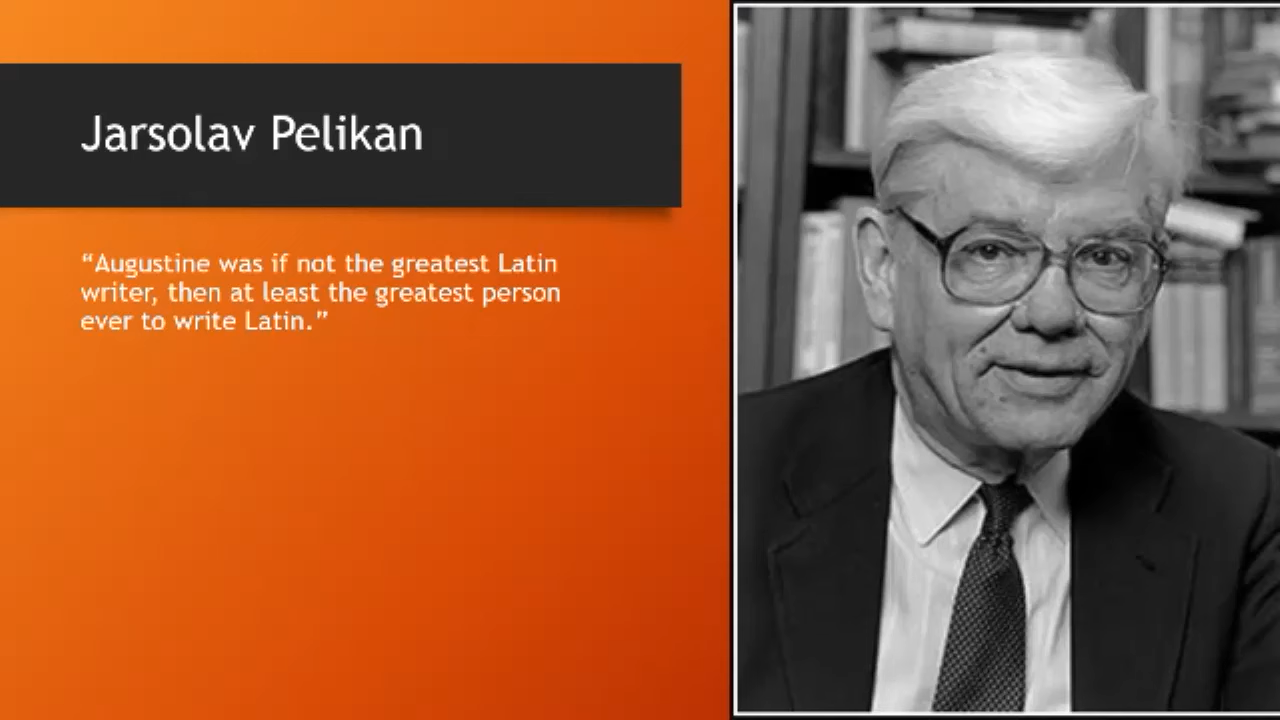 Jarsolav Pelikan
“Augustine was if not the greatest Latin
writer, then at least the greatest person
ever to write Latin.”